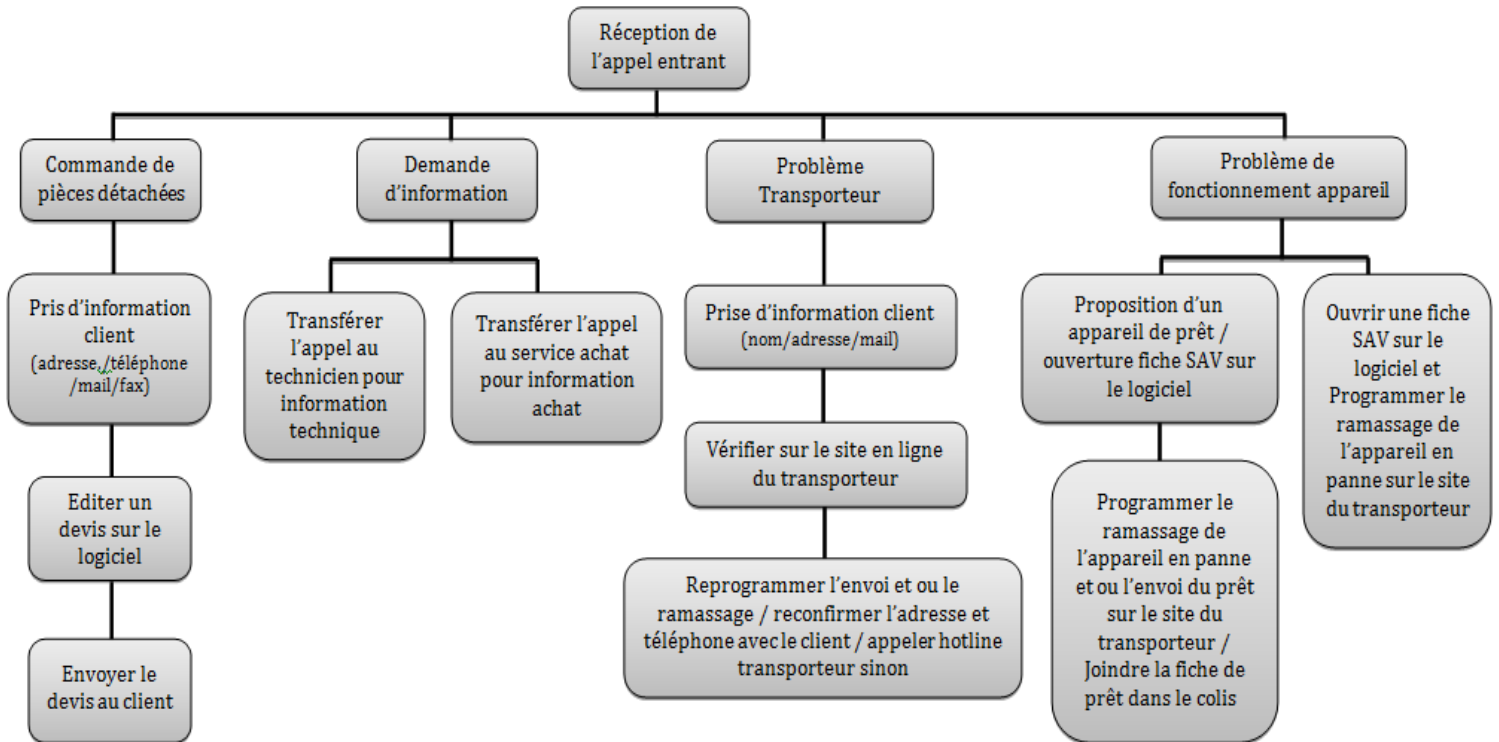 Réception de
l'appel entrant
Commande de
pièces détachées
Demande
d'information
Problème
Transporteur
Problème de
fonctionnement appareil
Pris d'information
client
(adresse,/téléphone
/mail/fax)
Transférer
l'appel au
technicien pour
information
technique
Transférer l'appel
au service achat
pour information
achat
Prise d'information client
(nom/adresse/mail)
Proposition d'un
appareil de prêt /
ouverture fiche SAV sur
le logiciel
Ouvrir une fiche
SAV sur le
logiciel et
Programmer le
ramassage de
l'appareil en
panne sur le site
du transporteur
Editer un
devis sur le
logiciel
Vérifier sur le site en ligne
du transporteur
Programmer le
ramassage de
l'appareil en panne
et ou l'envoi du prêt
sur le site du
transporteur /
Joindre la fiche de
prêt dans le colis
Envoyer le
devis au client
Reprogrammer l'envoi et ou le
ramassage / reconfirmer l'adresse et
téléphone avec le client / appeler hotline
transporteur sinon